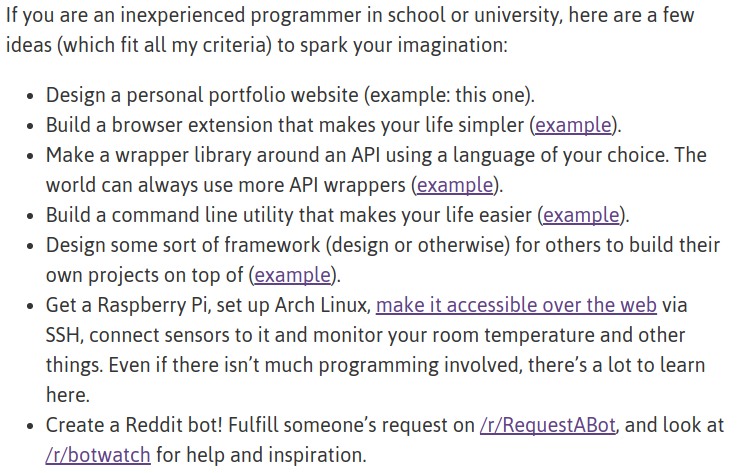 If you are an inexperienced programmer in school or university, here are a few
ideas (which fit all my criteria) to spark your imagination:
• Design a personal portfolio website (example: this one).
• Build a browser extension that makes your life simpler (example).
• Make a wrapper library around an API using a language of your choice. The
world can always use more API wrappers (example).
• Build a command line utility that makes your life easier (example).
• Design some sort of framework (design or otherwise) for others to build their
own projects on top of (example).
• Get a Raspberry Pi, set up Arch Linux, make it accessible over the web via
SSH, connect sensors to it and monitor your room temperature and other
things. Even if there isn’t much programming involved, there’s a lot to learn
here.
• Create a Reddit bot! Fulfill someone’s request on /r/RequestABot, and look at
/r/botwatch for help and inspiration.